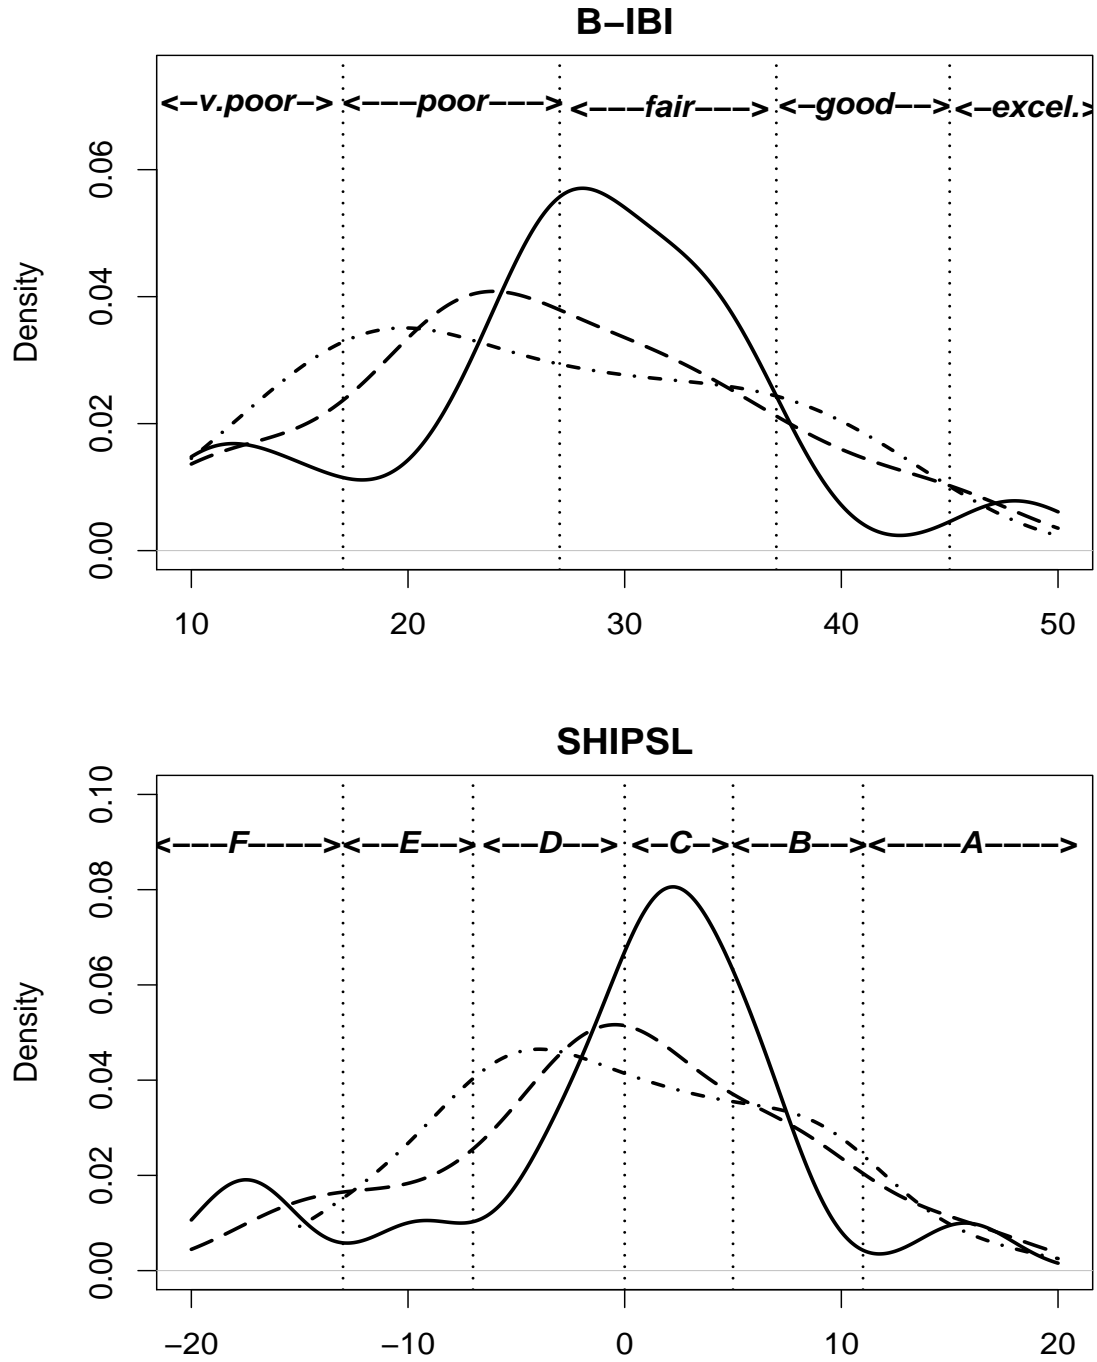 B–IBI
<–v.poor–> <–––poor–––> <–––fair–––> <–good––> <–excel.>
Density
0.06
0.04
0.02
0.00
10 20 30 40 50
SHIPSL
<–––F––––> <––E––> <––D––> <–C–> <––B––> <––––A––––>
Density
0.10
0.08
0.06
0.04
0.02
0.00
–20 –10 0 10 20